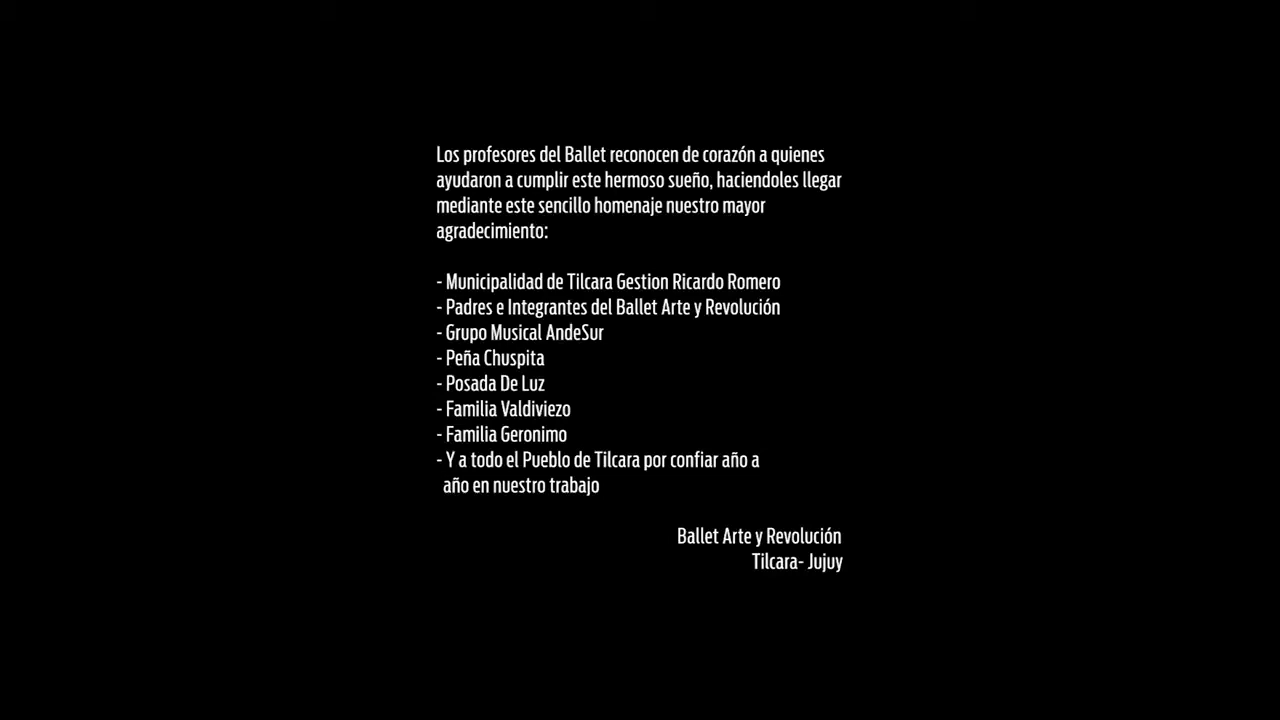 Los profesores del Ballet reconocen de corazón a quienes
ayudaron a cumplir este hermoso sueño, haciendoles llegar
mediante este sencillo homenaje nuestro mayor
agradecimiento:
- Municipalidad de Tilcara Gestion Ricardo Romero
- Padres e Integrantes del Ballet Arte y Revolución
- Grupo Musical AndeSur
- Peña Chuspita
- Posada De Luz
- Familia Valdiviezo
- Familia Geronimo
- Y a todo el Pueblo de Tilcara por confiar año a
año en nuestro trabajo
Ballet Arte y Revolución
Tilcara- Jujuy